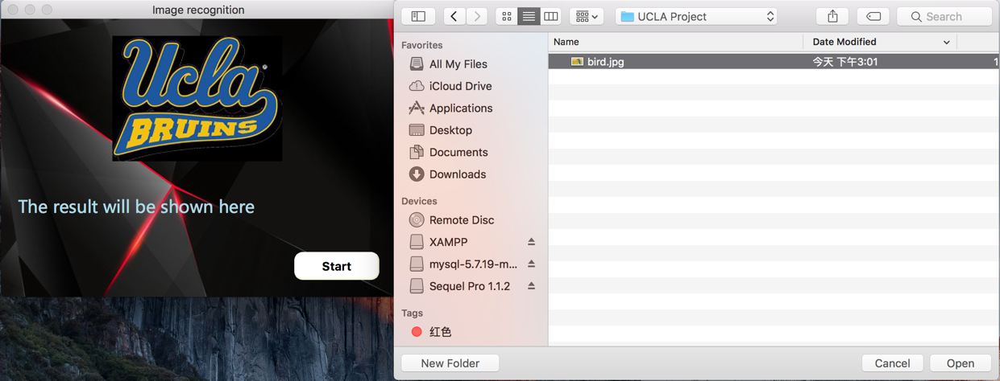 Image recognition
Ucla
BRUINS
The result will be shown here
Start
UCLA Project
Search
Favorites
All My Files
iCloud Drive
Applications
Desktop
Documents
Downloads
Devices
Remote Disc
XAMPP
mysql-5.7.19-m...
Sequel Pro 1.1.2
Tags
红色
Name Date Modified
bird.jpg 今天 下午3:01 1
New Folder Cancel Open